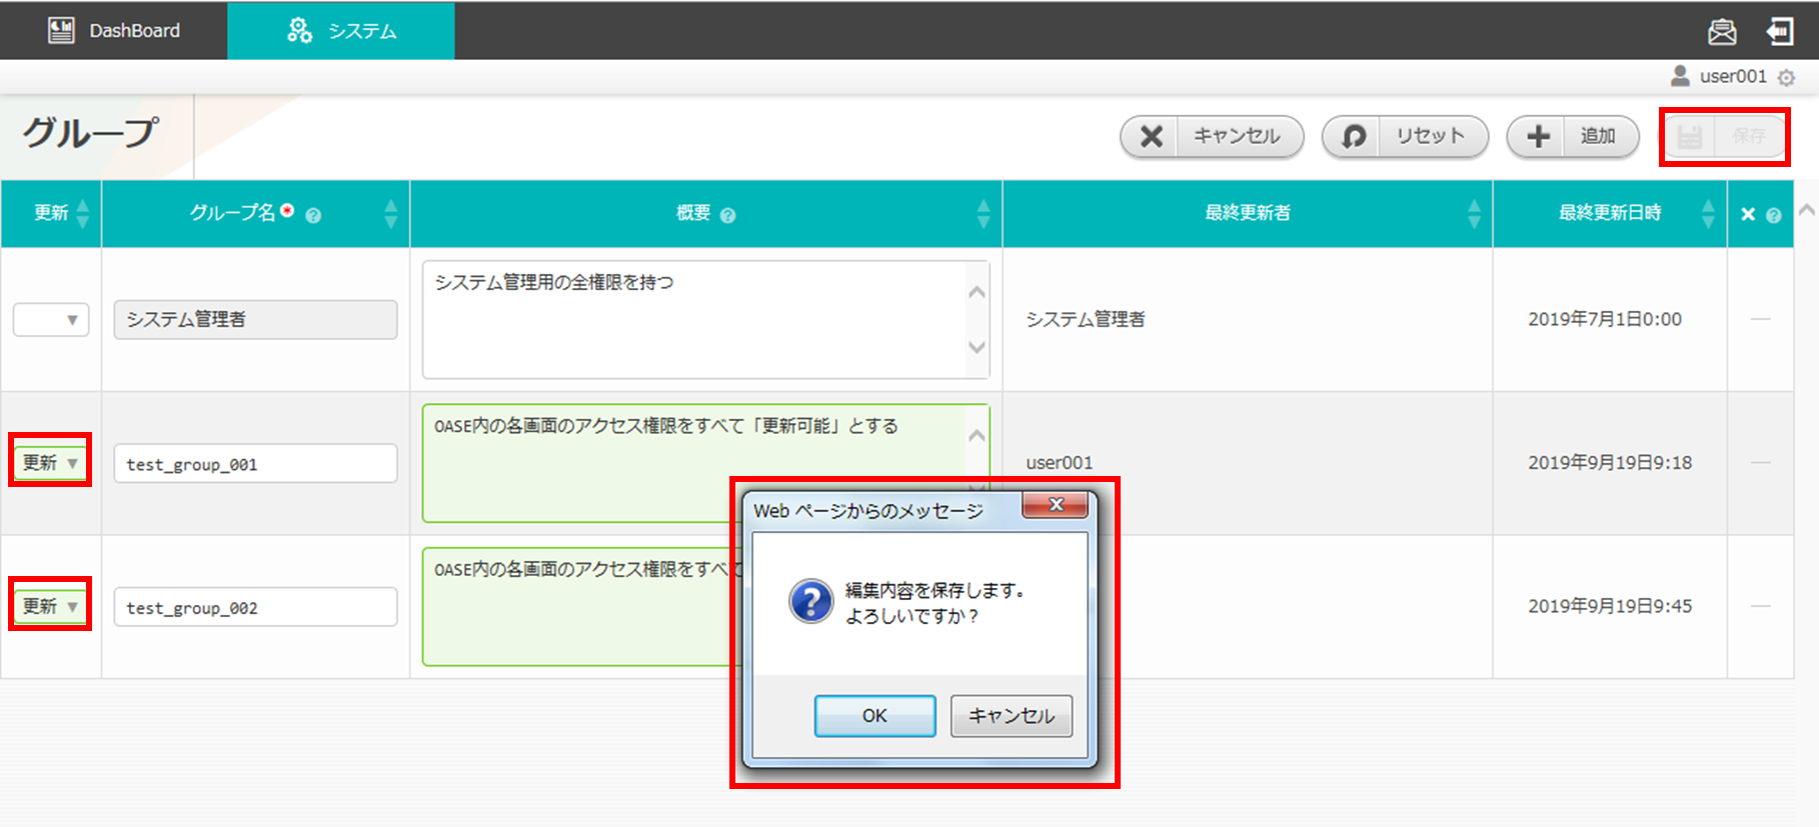 DashBoard
システム
user001
グループ
キャンセル
リセット
追加
保存
更新
グループ名*
概要
最終更新者
最終更新日時
システム管理者
システム管理用の全権限を持つ
システム管理者
2019年7月1日0:00
—
更新
test_group_001
OASE内の各画面のアクセス権限をすべて「更新可能」とする
user001
2019年9月19日9:18
—
更新
test_group_002
OASE内の各画面のアクセス権限をすべて
2019年9月19日9:45
—
Web ページからのメッセージ
編集内容を保存します。
よろしいですか？
OK
キャンセル